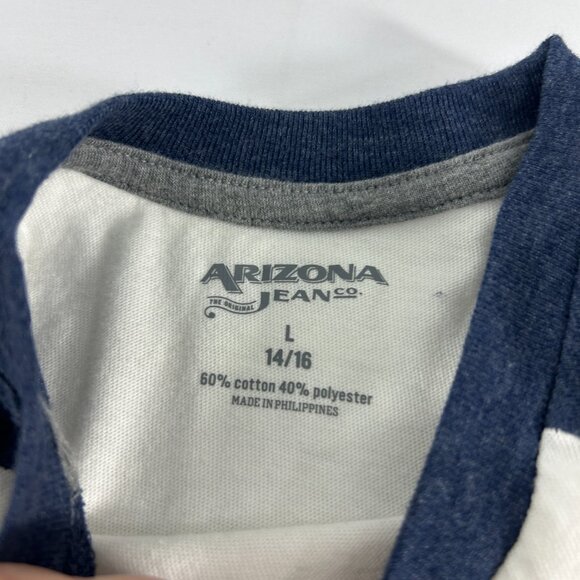 ARIZONA
THE ORIGINAL JEAN CO.
L
14/16
60% cotton 40% polyester
MADE IN PHILIPPINES